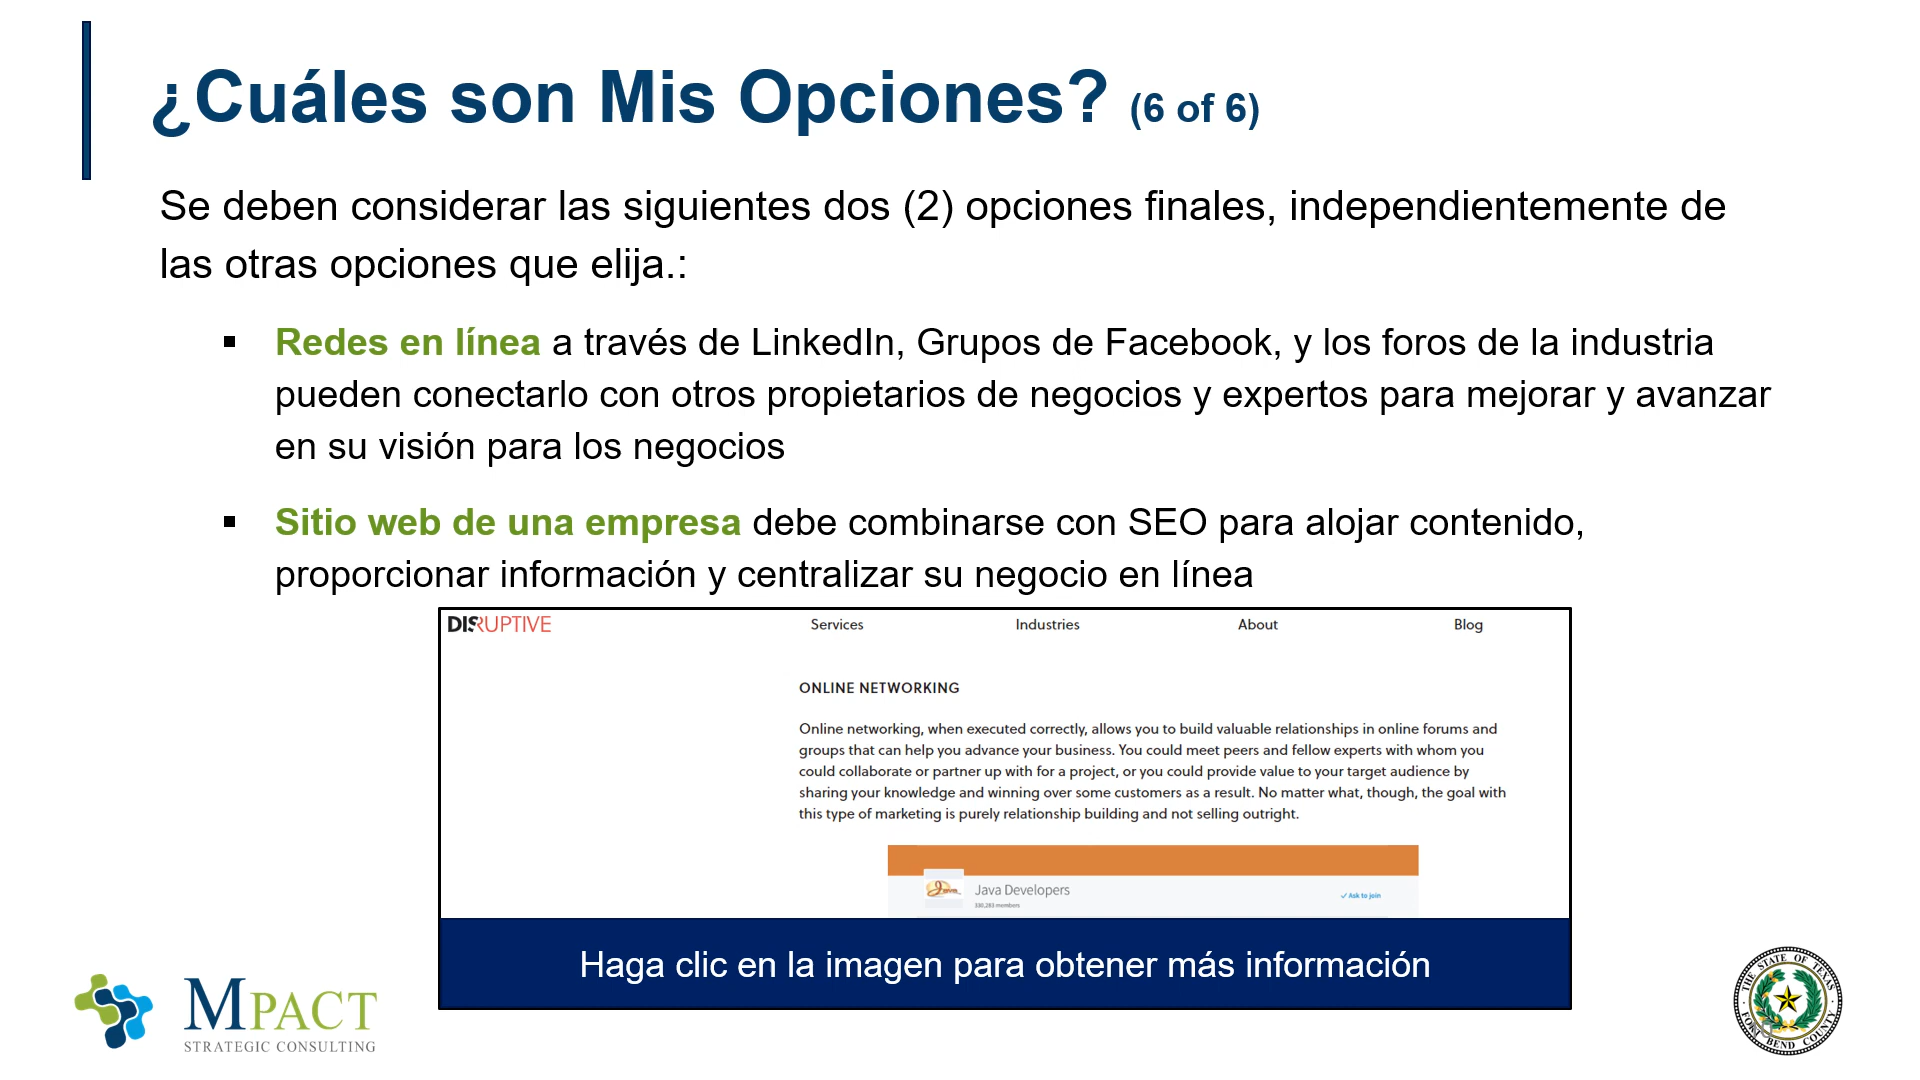 ¿Cuáles son Mis Opciones? (6 of 6)
Se deben considerar las siguientes dos (2) opciones finales, independientemente de
las otras opciones que elija.:
▪ Redes en línea a través de LinkedIn, Grupos de Facebook, y los foros de la industria
pueden conectarlo con otros propietarios de negocios y expertos para mejorar y avanzar
en su visión para los negocios
▪ Sitio web de una empresa debe combinarse con SEO para alojar contenido,
proporcionar información y centralizar su negocio en línea
DISRUPTIVE Services Industries About Blog
ONLINE NETWORKING
Online networking, when executed correctly, allows you to build valuable relationships in online forums and
groups that can help you advance your business. You could meet peers and fellow experts with whom you
could collaborate or partner up with for a project, or you could provide value to your target audience by
sharing your knowledge and winning over some customers as a result. No matter what, though, the goal with
this type of marketing is purely relationship building and not selling outright.
Java
Java Developers
330,283 members
✓ Ask to join
Haga clic en la imagen para obtener más información
MPACT
STRATEGIC CONSULTING
THE STATE OF TEXAS
FORT BEND COUNTY